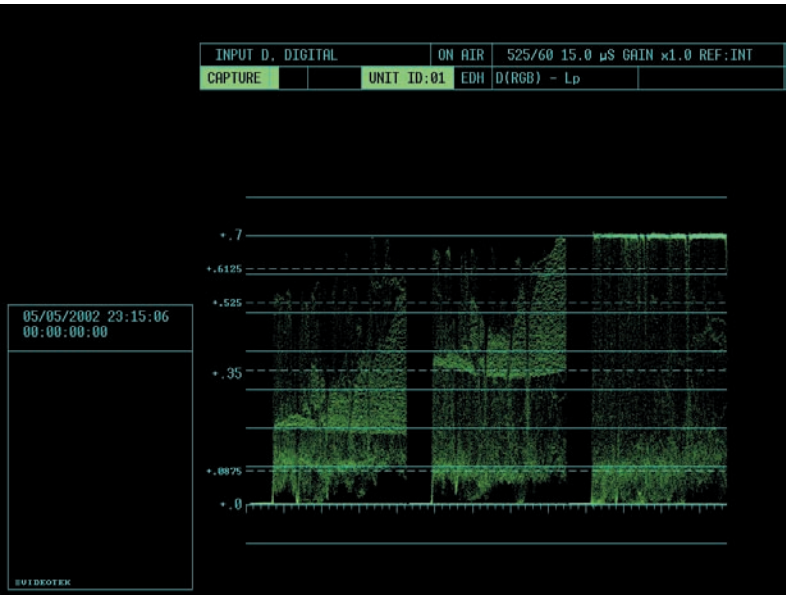 INPUT D, DIGITAL ON AIR 525/60 15.0 µS GAIN x1.0 REF:INT
CAPTURE UNIT ID:01 EDH D(RGB) - Lp
+.7
+.6125
+.525
05/05/2002 23:15:06
00:00:00:00
+.35
+.0875
+.0
VIDEOTEK